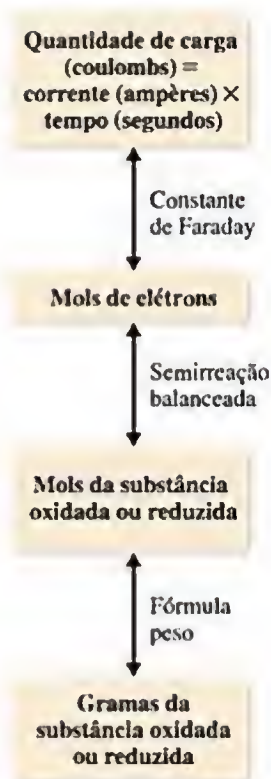 Quantidade de carga
(coulombs) =
corrente (ampères) ×
tempo (segundos)
Constante
de Faraday
Mols de elétrons
Semirreação
balanceada
Mols da substância
oxidada ou reduzida
Fórmula
peso
Gramas da
substância oxidada
ou reduzida